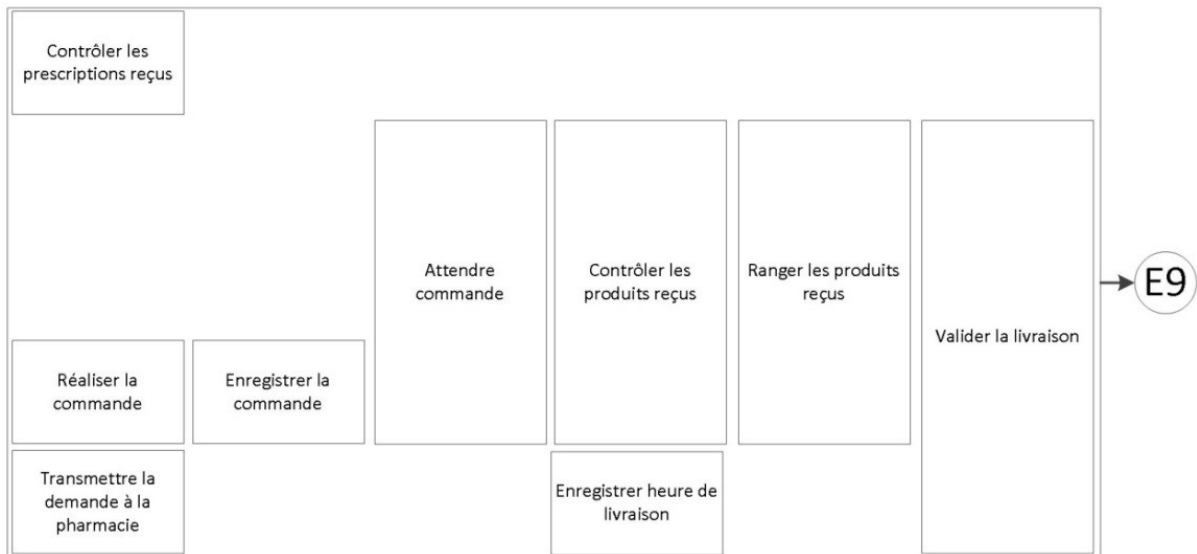 Contrôler les
prescriptions reçus
Attendre
commande
Contrôler les
produits reçus
Ranger les produits
reçus
E9
Valider la livraison
Réaliser la
commande
Enregistrer la
commande
Transmettre la
demande à la
pharmacie
Enregistrer heure de
livraison